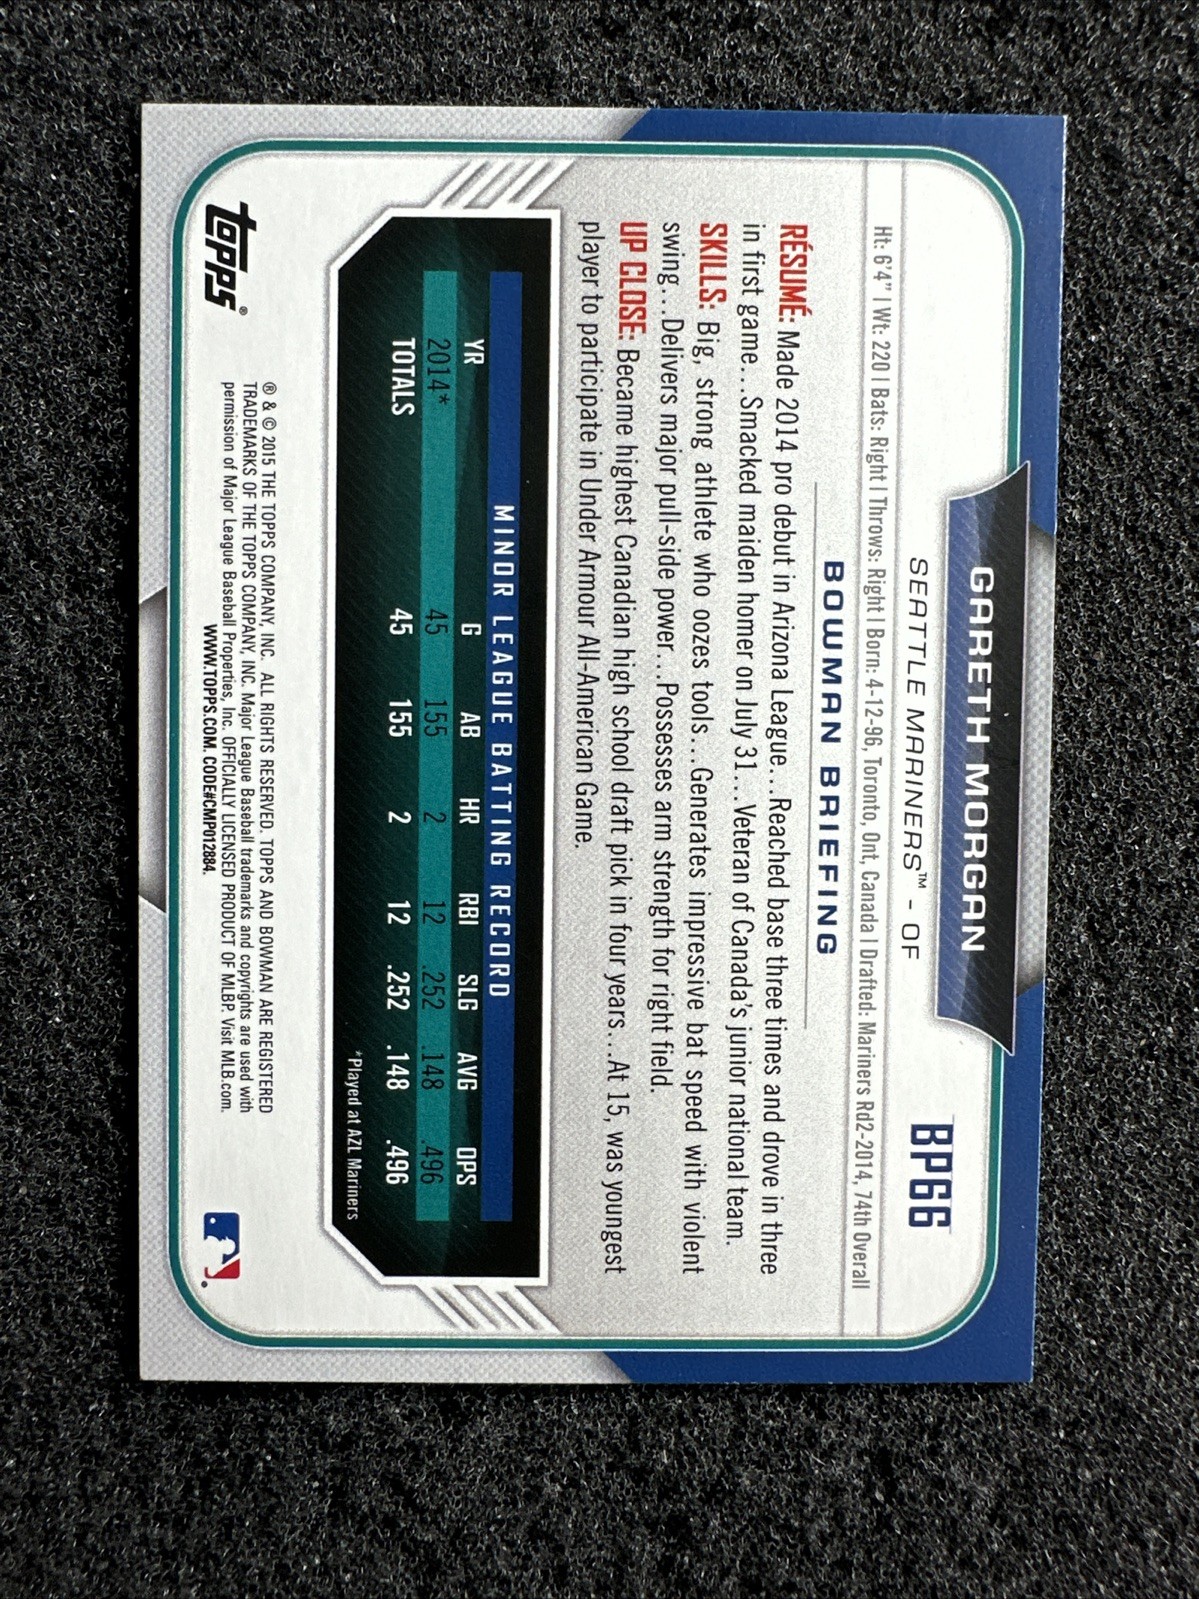 GARETH MORGAN
SEATTLE MARINERS™ - OF
BP66
Ht: 6'4" | Wt: 220 | Bats: Right | Throws: Right | Born: 4-12-96, Toronto, Ont, Canada | Drafted: Mariners Rd2-2014, 74th Overall
BOWMAN BRIEFING
RÉSUMÉ: Made 2014 pro debut in Arizona League...Reached base three times and drove in three
in first game...Smacked maiden homer on July 31...Veteran of Canada's junior national team.
SKILLS: Big, strong athlete who oozes tools...Generates impressive bat speed with violent
swing...Delivers major pull-side power...Possesses arm strength for right field.
UP CLOSE: Became highest Canadian high school draft pick in four years...At 15, was youngest
player to participate in Under Armour All-American Game.
MINOR LEAGUE BATTING RECORD
YR G AB HR RBI SLG AVG OPS
2014* 45 155 2 12 .252 .148 .496
TOTALS 45 155 2 12 .252 .148 .496
*Played at AZL Mariners
topps®
® & © 2015 THE TOPPS COMPANY, INC. ALL RIGHTS RESERVED. TOPPS AND BOWMAN ARE REGISTERED
TRADEMARKS OF THE TOPPS COMPANY, INC. Major League Baseball trademarks and copyrights are used with
permission of Major League Baseball Properties, Inc. OFFICIALLY LICENSED PRODUCT OF MLBP. Visit MLB.com.
WWW.TOPPS.COM. CODE#CMP012884.